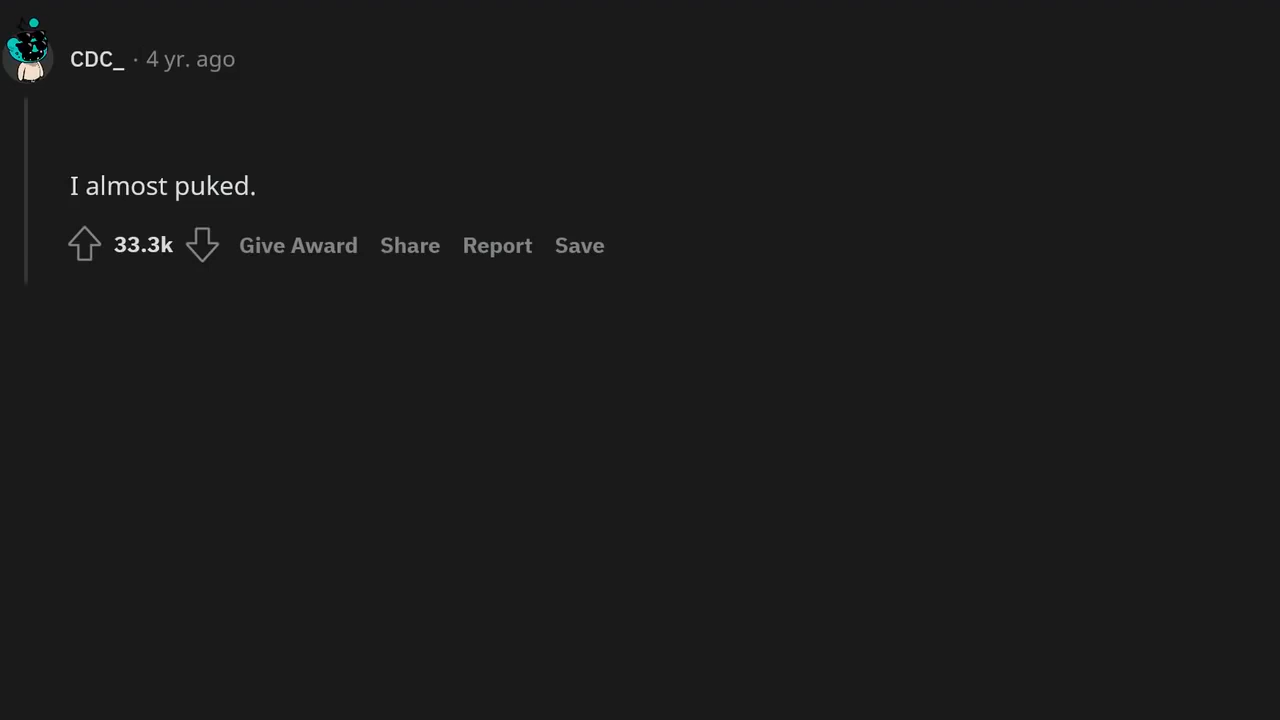 CDC_ · 4 yr. ago
I almost puked.
33.3k Give Award Share Report Save